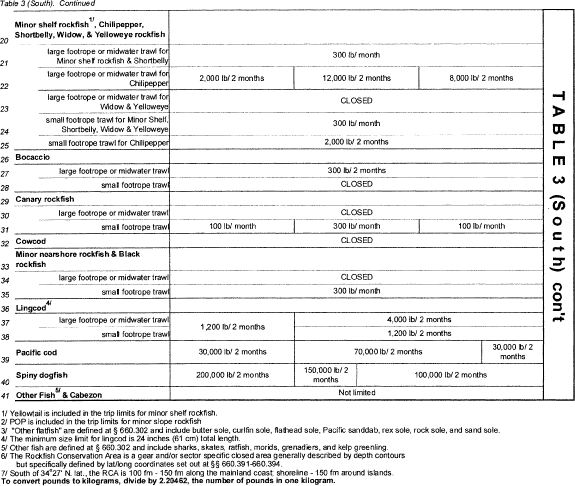 Table 3 (South). Continued
Minor shelf rockfish1/, Chilipepper,
Shortbelly, Widow, & Yelloweye rockfish
20
large footrope or midwater trawl for
Minor shelf rockfish & Shortbelly
300 lb/ month
21
large footrope or midwater trawl for
Chilipepper
2,000 lb/ 2 months
12,000 lb/ 2 months
8,000 lb/ 2 months
22
large footrope or midwater trawl for
Widow & Yelloweye
CLOSED
23
small footrope trawl for Minor Shelf,
Shortbelly, Widow & Yelloweye
300 lb/ month
24
small footrope trawl for Chilipepper
2,000 lb/ 2 months
25
Bocaccio
26
large footrope or midwater trawl
300 lb/ 2 months
27
small footrope trawl
CLOSED
28
Canary rockfish
29
large footrope or midwater trawl
CLOSED
30
small footrope trawl
100 lb/ month
300 lb/ month
100 lb/ month
31
Cowcod
CLOSED
32
Minor nearshore rockfish & Black
rockfish
33
large footrope or midwater trawl
CLOSED
34
small footrope trawl
300 lb/ month
35
Lingcod4/
36
large footrope or midwater trawl
1,200 lb/ 2 months
4,000 lb/ 2 months
37
small footrope trawl
1,200 lb/ 2 months
38
Pacific cod
30,000 lb/ 2 months
70,000 lb/ 2 months
30,000 lb/ 2
months
39
Spiny dogfish
200,000 lb/ 2 months
150,000 lb/ 2
months
100,000 lb/ 2 months
40
Other Fish5/ & Cabezon
Not limited
41
TABLE 3 (South) con't
1/ Yellowtail is included in the trip limits for minor shelf rockfish.
2/ POP is included in the trip limits for minor slope rockfish
3/ "Other flatfish" are defined at § 660.302 and include butter sole, curlfin sole, flathead sole, Pacific sanddab, rex sole, rock sole, and sand sole.
4/ The minimum size limit for lingcod is 24 inches (61 cm) total length.
5/ Other fish are defined at § 660.302 and include sharks, skates, ratfish, morids, grenadiers, and kelp greenling.
6/ The Rockfish Conservation Area is a gear and/or sector specific closed area generally described by depth contours
but specifically defined by lat/long coordinates set out at §§ 660.391-660.394.
7/ South of 34°27' N. lat., the RCA is 100 fm - 150 fm along the mainland coast; shoreline - 150 fm around islands.
To convert pounds to kilograms, divide by 2.20462, the number of pounds in one kilogram.